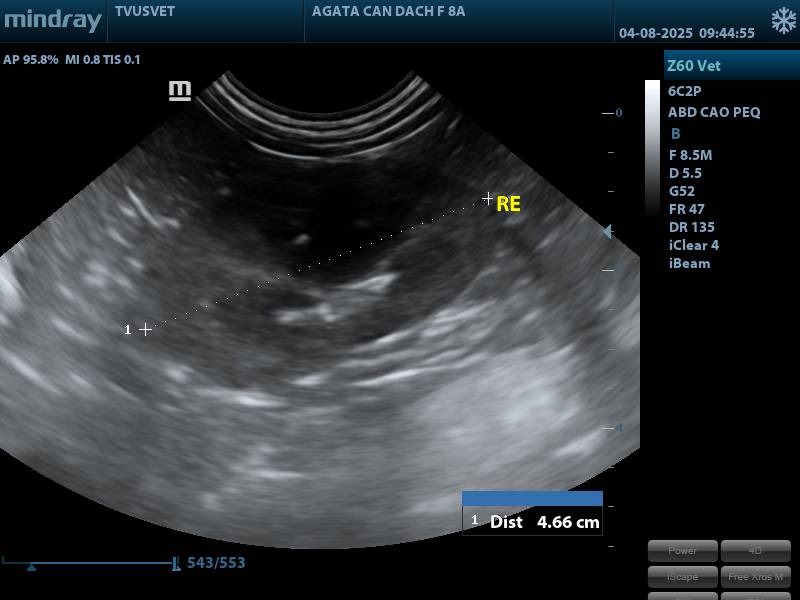 mindray TVUSVET AGATA CAN DACH F 8A
04-08-2025 09:44:55
AP 95.8% MI 0.8 TIS 0.1
m
Z60 Vet
6C2P
ABD CAO PEQ
B
F 8.5M
D 5.5
G52
FR 47
DR 135
iClear 4
iBeam
0
4
RE
1
1 Dist 4.66 cm
543/553
Power 4D
iScape Free Xros M